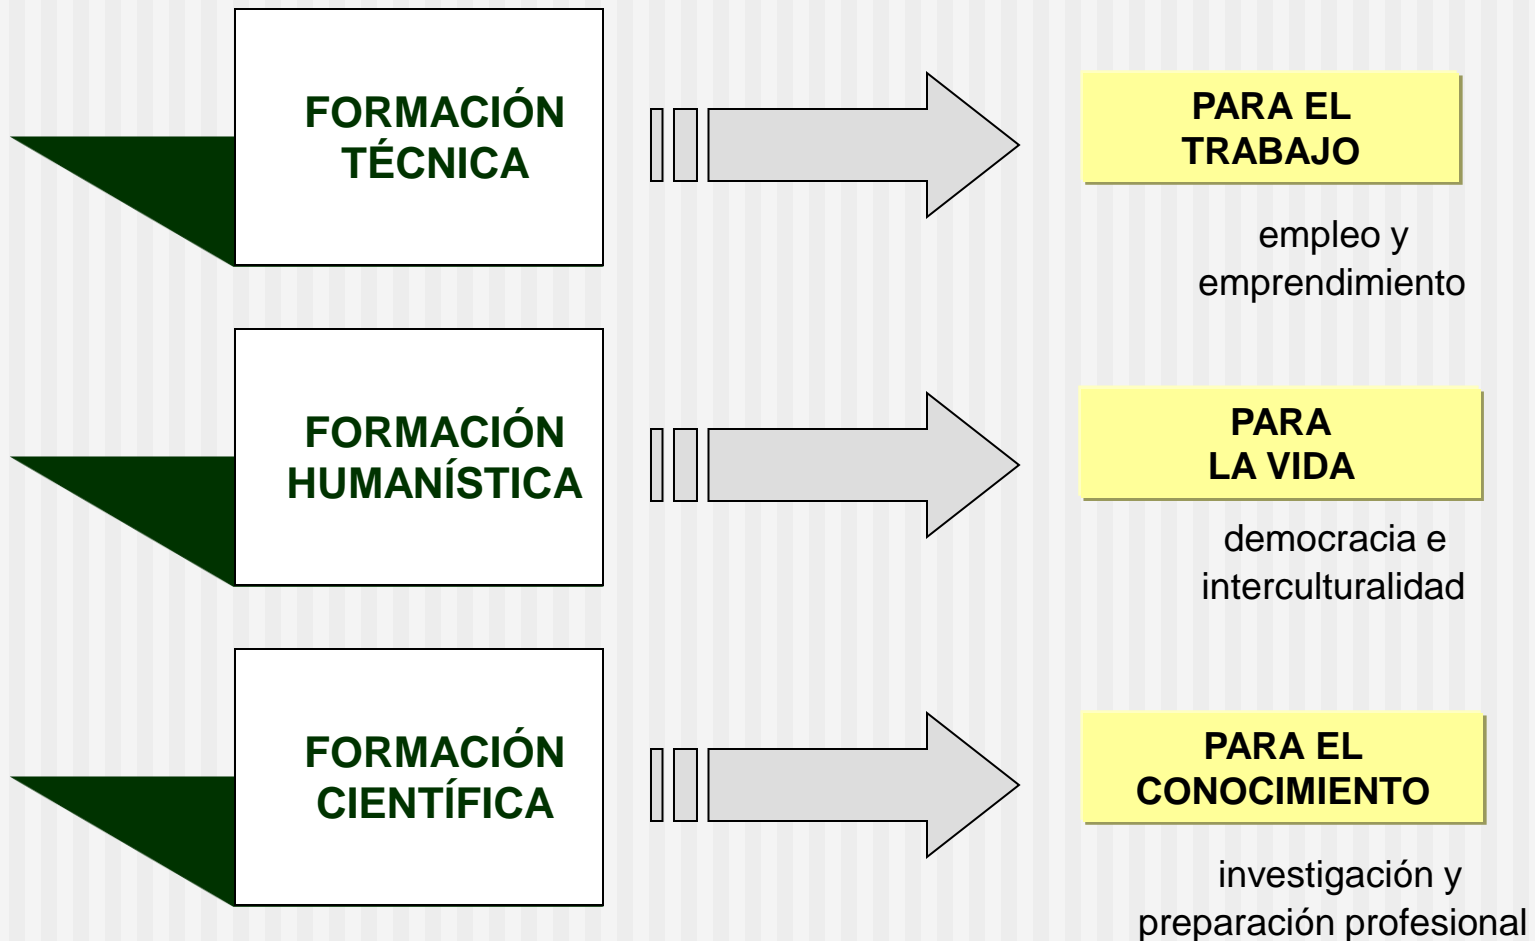 FORMACIÓN
TÉCNICA
PARA EL
TRABAJO
empleo y
emprendimiento
FORMACIÓN
HUMANÍSTICA
PARA
LA VIDA
democracia e
interculturalidad
FORMACIÓN
CIENTÍFICA
PARA EL
CONOCIMIENTO
investigación y
preparación profesional